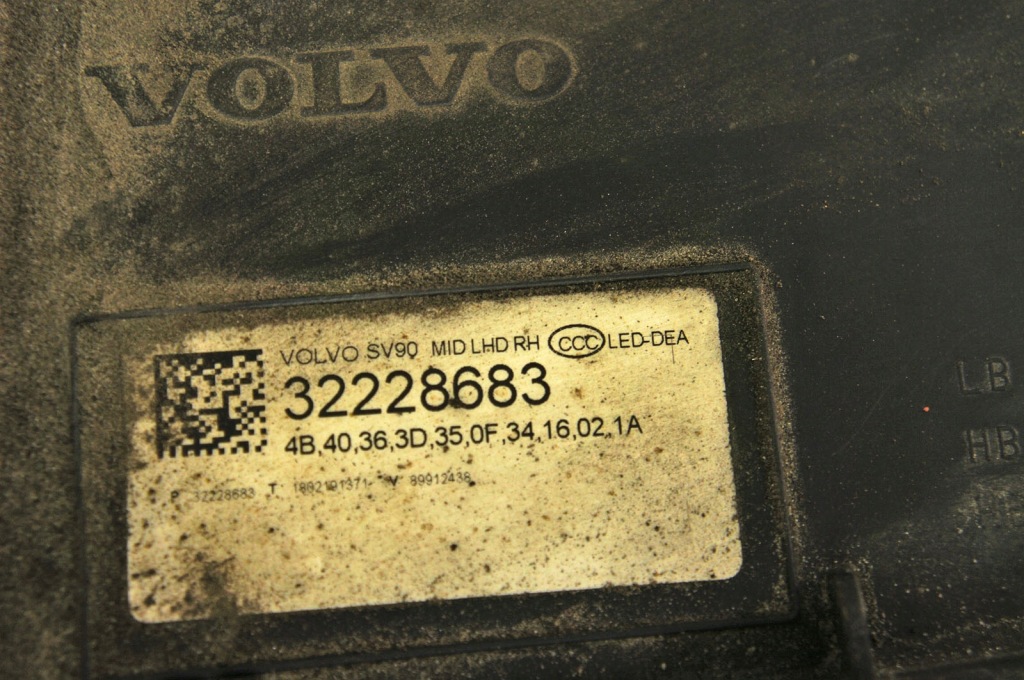 VOLVO
VOLVO SV90 MID LHD RH CCC LED-DEA
32228683
4B,40,36,3D,35,0F,34,16,02,1A
P 32228683 T 1892191371- V 89912438
LB
HB